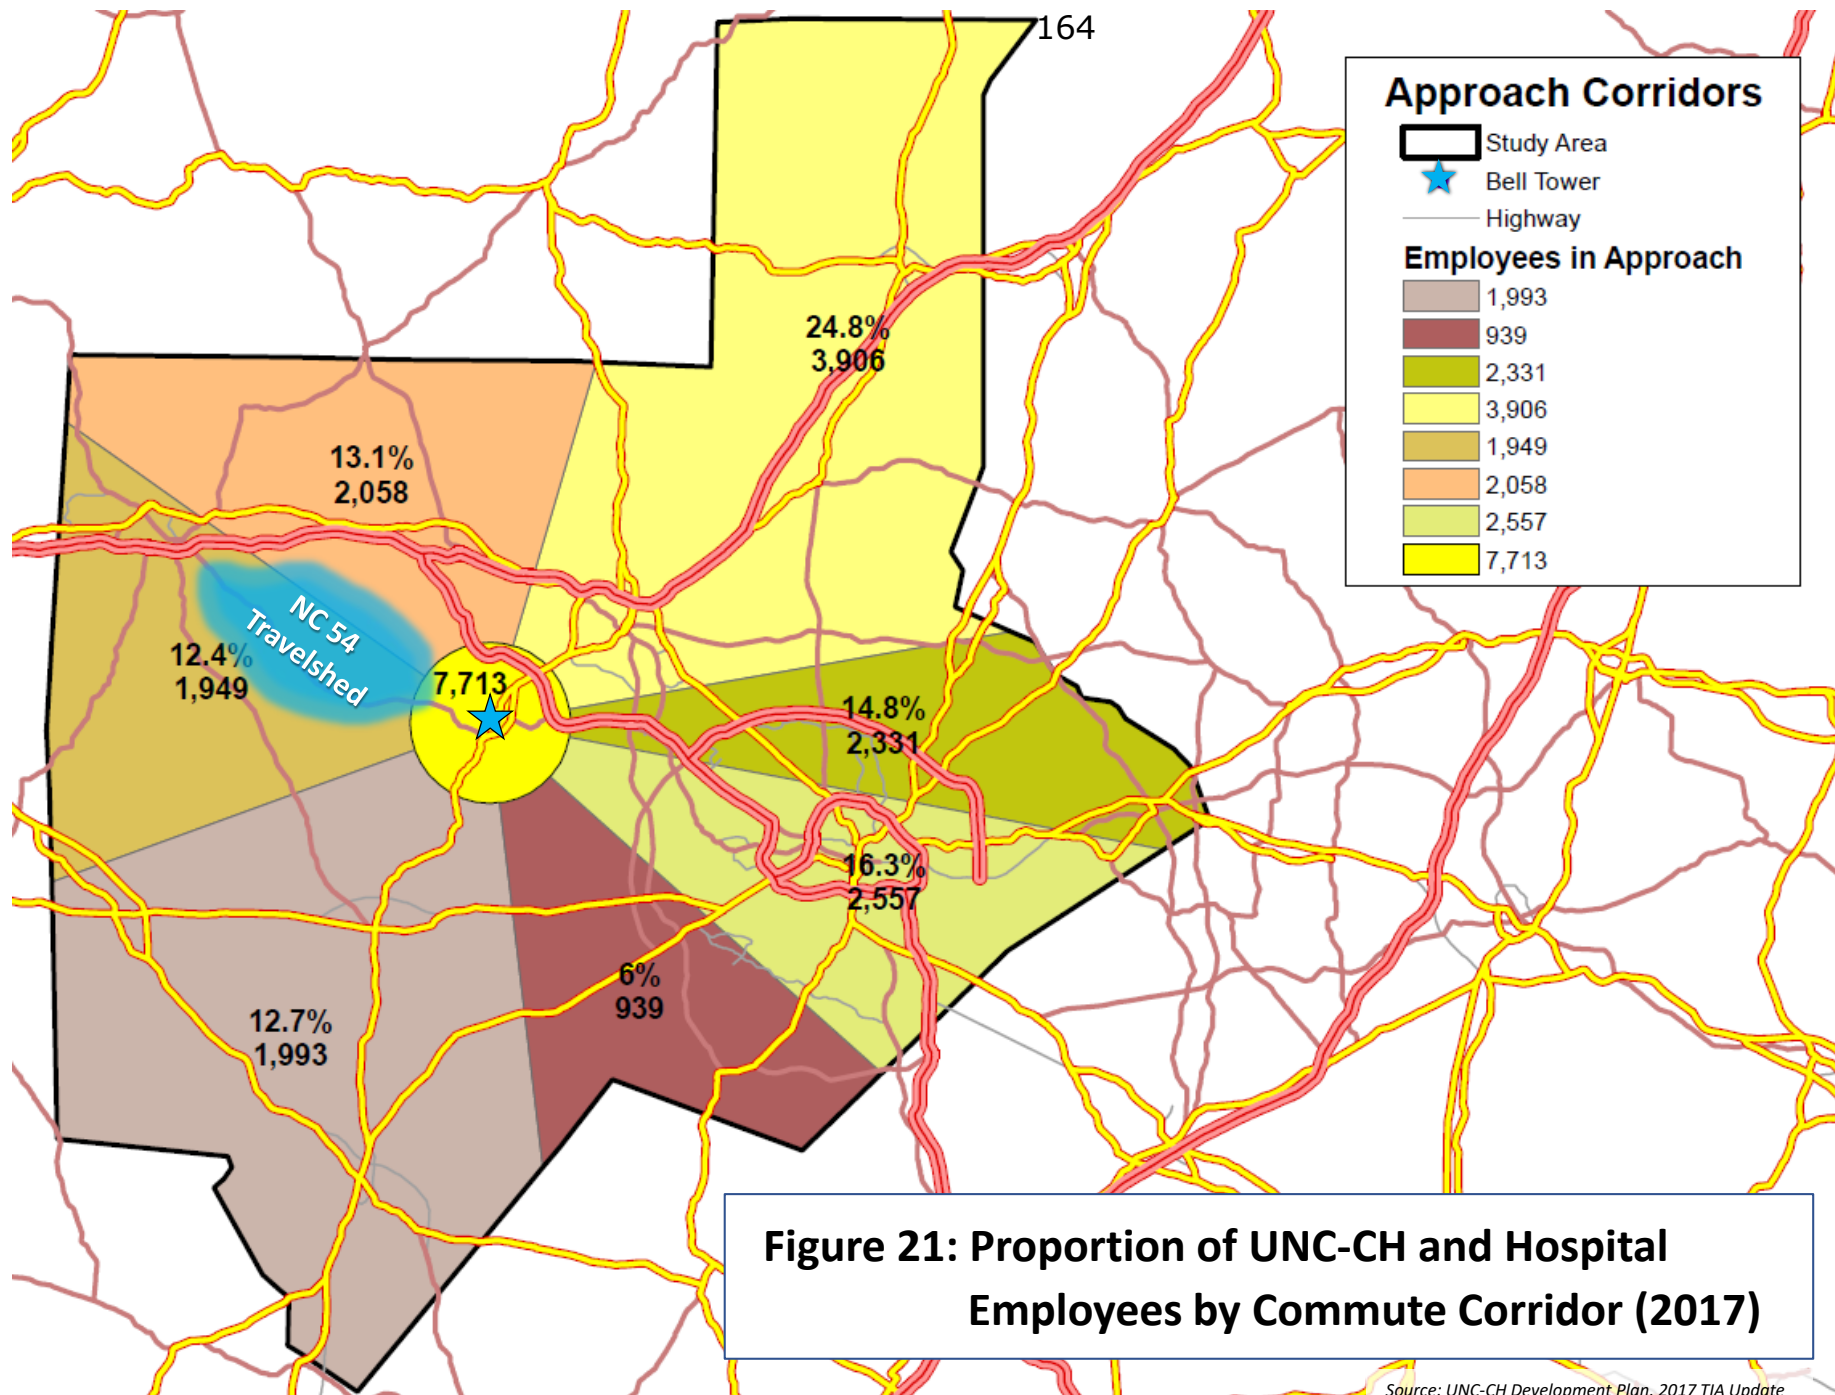 164
Approach Corridors
Study Area
Bell Tower
Highway
Employees in Approach
1,993
939
2,331
3,906
1,949
2,058
2,557
7,713
24.8%
3,906
13.1%
2,058
NC 54
Travelshed
12.4%
1,949
7,713
14.8%
2,331
16.3%
2,557
6%
939
12.7%
1,993
Figure 21: Proportion of UNC-CH and Hospital
Employees by Commute Corridor (2017)
Source: UNC-CH Development Plan, 2017 TIA Update